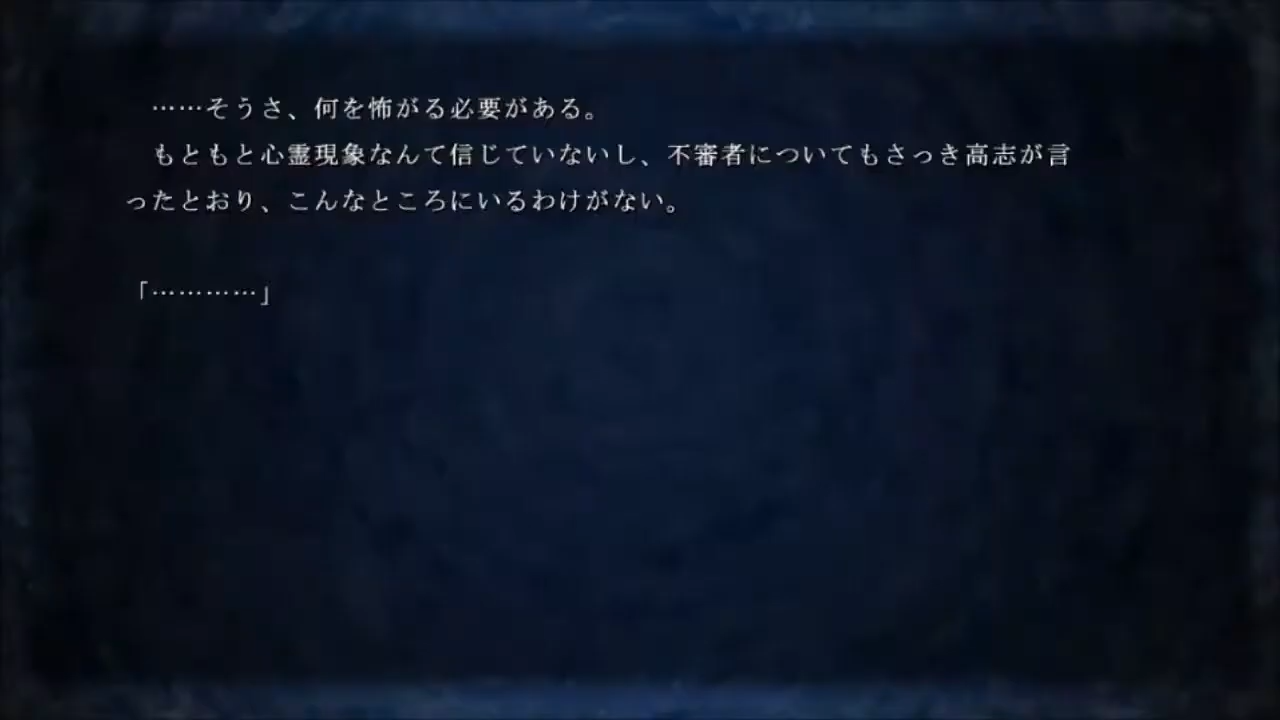 ……そうさ、何を怖がる必要がある。
もともと心霊現象なんて信じていないし、不審者についてもさっき高志が言
ったとおり、こんなところにいるわけがない。
「…………」